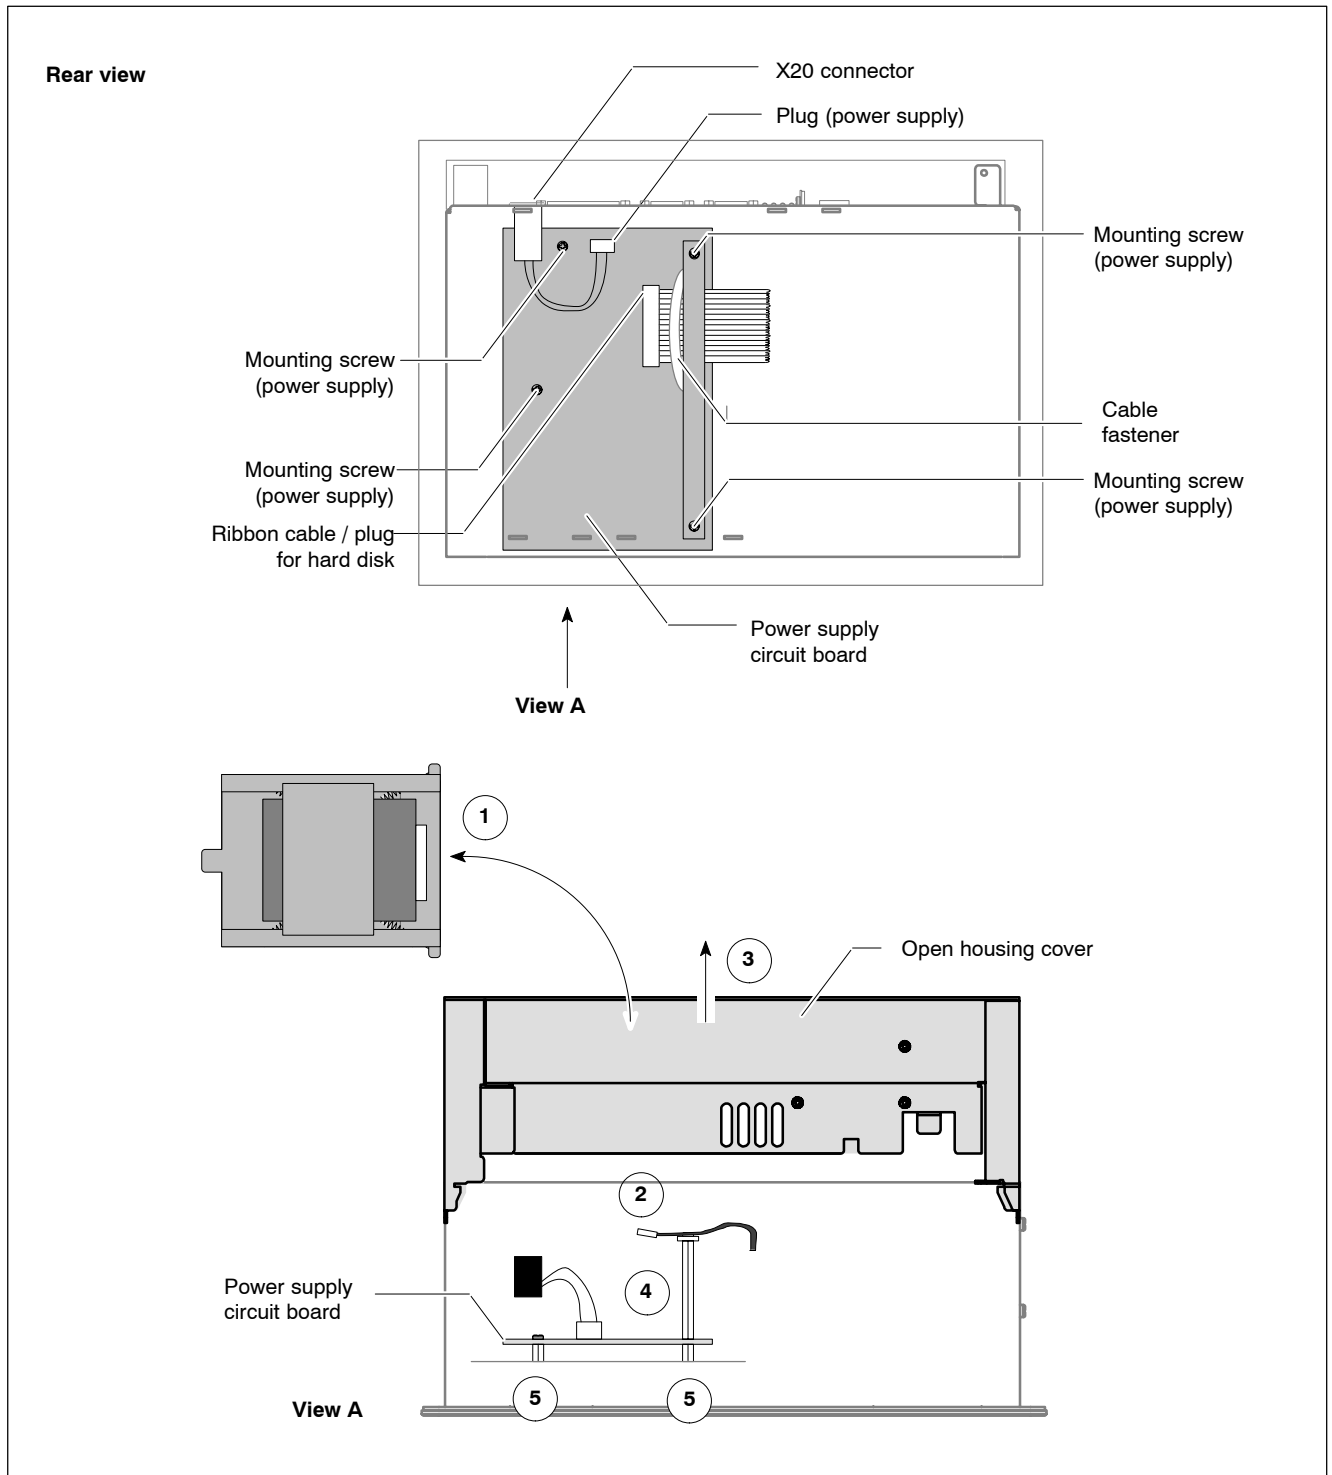 Rear view
X20 connector
Plug (power supply)
Mounting screw
(power supply)
Mounting screw
(power supply)
Cable
fastener
Mounting screw
(power supply)
Mounting screw
(power supply)
Ribbon cable / plug
for hard disk
Power supply
circuit board
View A
1
3
Open housing cover
2
4
Power supply
circuit board
5
5
View A